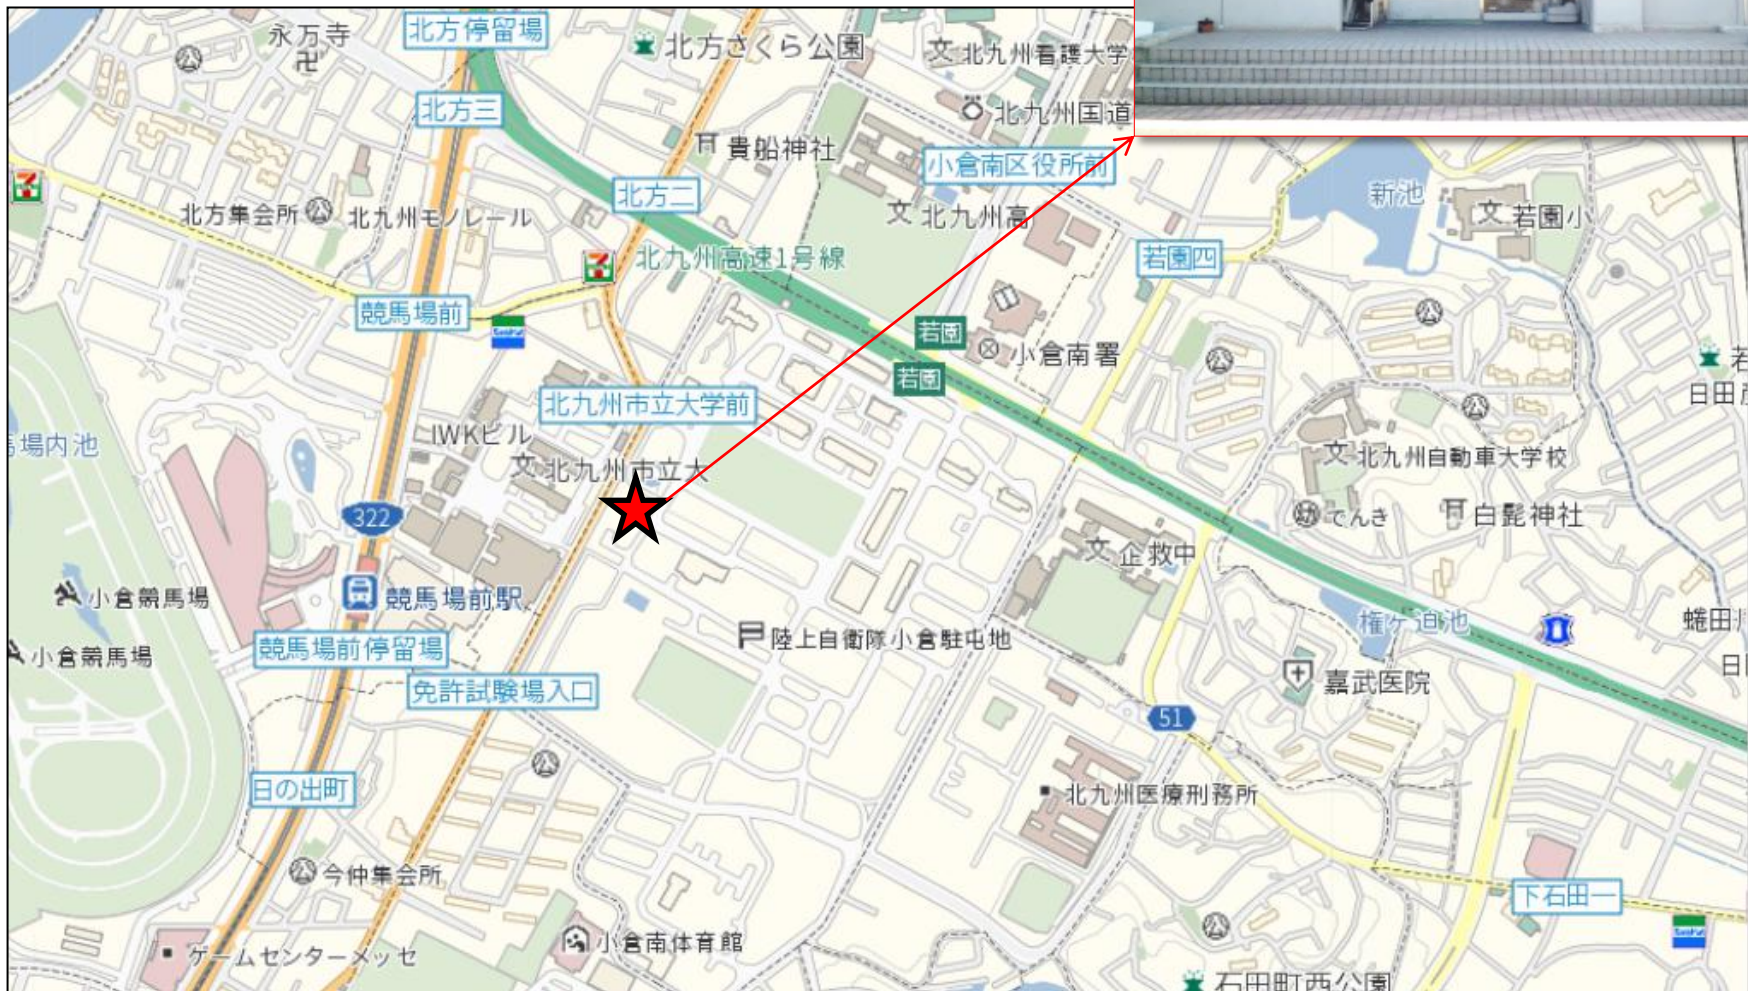 永万寺
北方停留場
北方さくら公園
北九州看護大学
北方三
北九州国道
貴船神社
小倉南区役所前
北方二
新池
北方集会所
北九州モノレール
北九州高
若園小
北九州高速1号線
若園四
競馬場前
若園
小倉南署
若園
若
日田
北九州市立大学前
IWKビル
場内池
北九州市立大
北九州自動車大学校
322
でんき
白髭神社
企救中
小倉競馬場
競馬場前駅
権ケ迫池
蜷田
陸上自衛隊小倉駐屯地
競馬場前停留場
小倉競馬場
日
免許試験場入口
嘉武医院
51
日の出町
北九州医療刑務所
今仲集会所
下石田一
小倉南体育館
ゲームセンターメッセ
石田町西公園